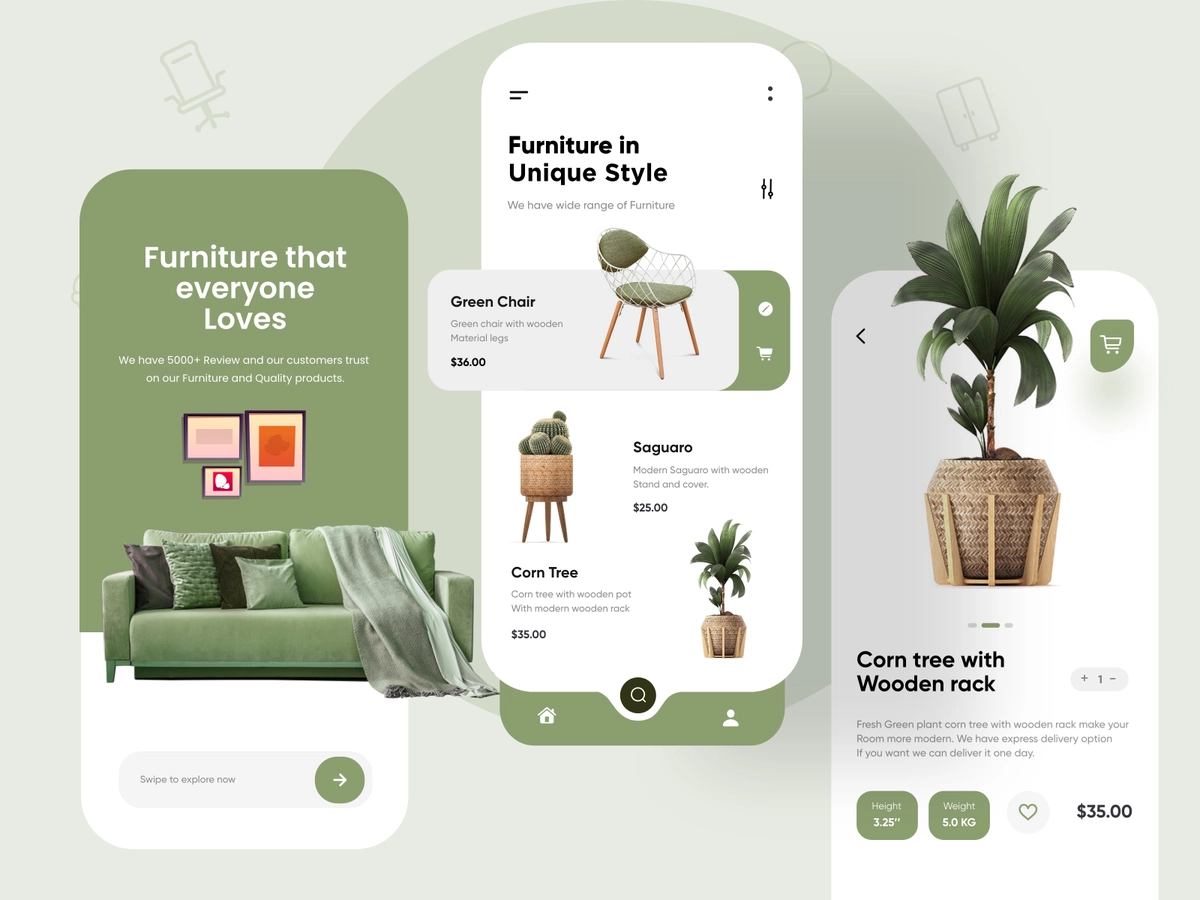 Furniture that
everyone
Loves
We have 5000+ Review and our customers trust
on our Furniture and Quality products.
Swipe to explore now
Furniture in
Unique Style
We have wide range of Furniture
Green Chair
Green chair with wooden
Material legs
$36.00
Saguaro
Modern Saguaro with wooden
Stand and cover.
$25.00
Corn Tree
Corn tree with wooden pot
With modern wooden rack
$35.00
Corn tree with
Wooden rack
+ 1 −
Fresh Green plant corn tree with wooden rack make your
Room more modern. We have express delivery option
If you want we can deliver it one day.
Height
3.25’’
Weight
5.0 KG
$35.00